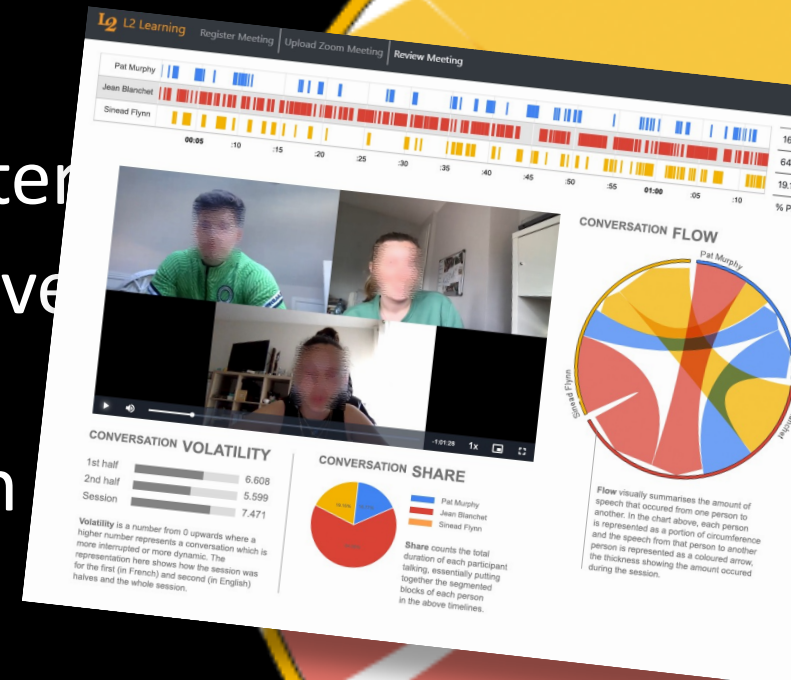 L2 L2 Learning
Register Meeting
Upload Zoom Meeting
Review Meeting
Pat Murphy
Jean Blanchet
Sinead Flynn
00:05 :10 :15 :20 :25 :30 :35 :40 :45 :50 :55 01:00 :05 :10
16
64
19.1
% P
ter
ve
n
CONVERSATION FLOW
Pat Murphy
Sinead Flynn
-1:01:26 1x
CONVERSATION VOLATILITY
1st half 6.608
2nd half 5.599
Session 7.471
Volatility is a number from 0 upwards where a
higher number represents a conversation which is
more interrupted or more dynamic. The
representation here shows how the session was
for the first (in French) and second (in English)
halves and the whole session.
CONVERSATION SHARE
Pat Murphy
Jean Blanchet
Sinead Flynn
Share counts the total
duration of each participant
talking, essentially putting
together the segmented
blocks of each person
in the above timelines.
Flow visually summarises the amount of
speech that occured from one person to
another. In the chart above, each person
is represented as a portion of circumference
and the speech from that person to another
person is represented as a coloured arrow,
the thickness showing the amount occured
during the session.